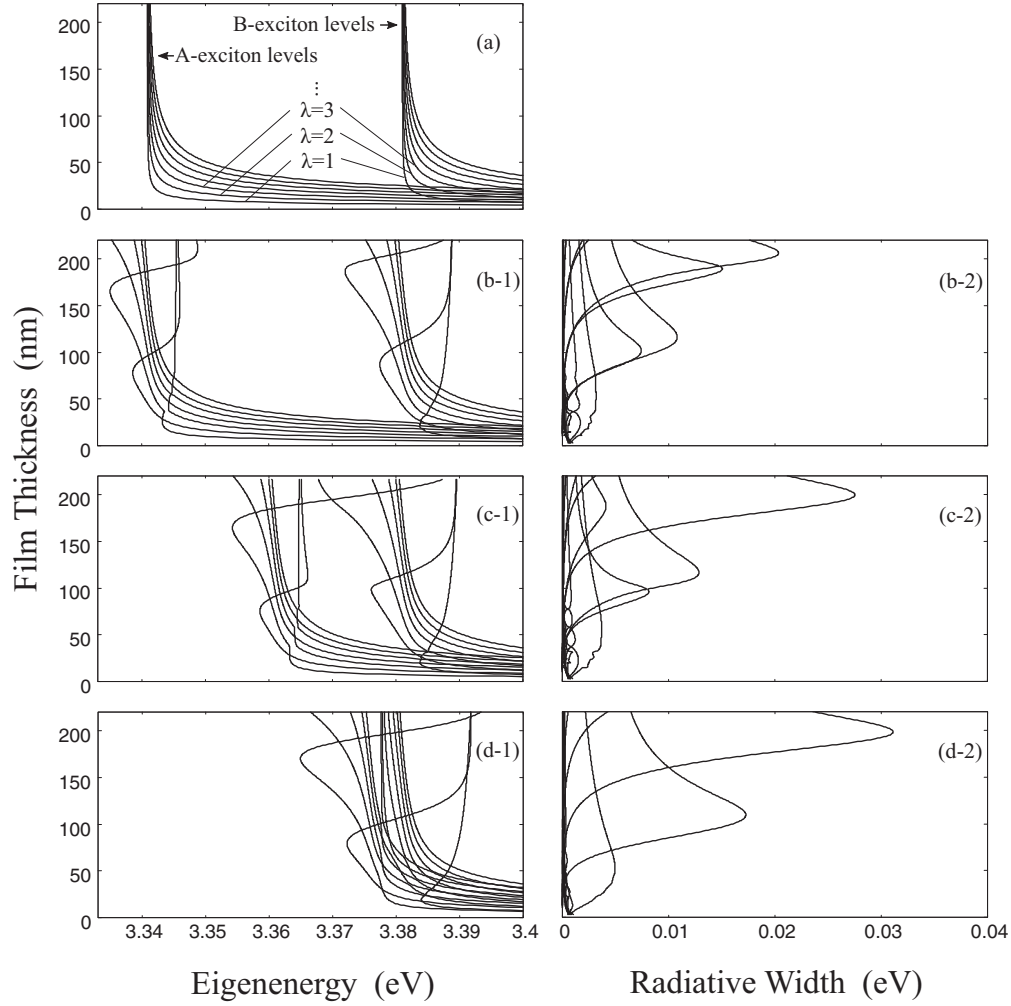 220
200
150
100
50
0
B-exciton levels
(a)
A-exciton levels
⋮
λ=3
λ=2
λ=1
200
150
100
50
0
(b-1)
(b-2)
200
150
100
50
0
(c-1)
(c-2)
200
150
100
50
0
(d-1)
(d-2)
3.34 3.35 3.36 3.37 3.38 3.39 3.4
0 0.01 0.02 0.03 0.04
Film Thickness (nm)
Eigenenergy (eV)
Radiative Width (eV)